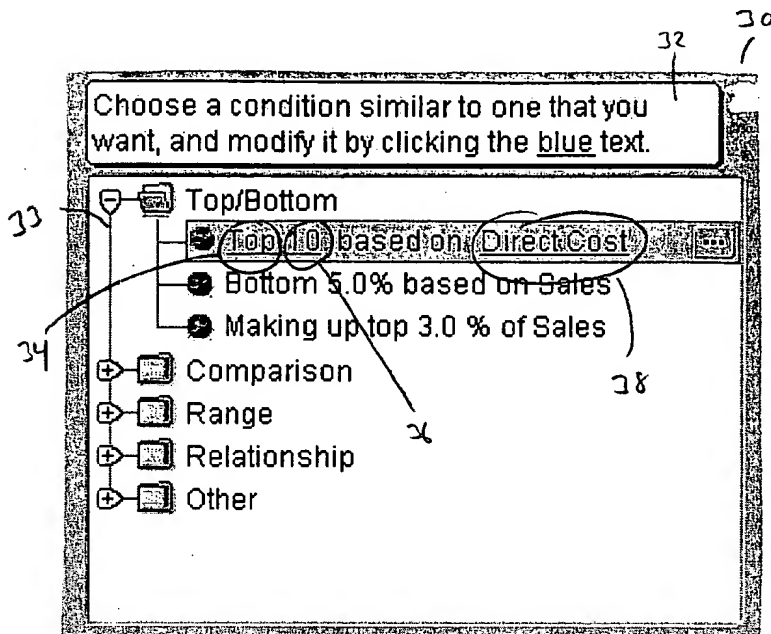 30
32
Choose a condition similar to one that you
want, and modify it by clicking the blue text.
33
Top/Bottom
Top 10 based on Direct Cost
Bottom 5.0% based on Sales
Making up top 3.0 % of Sales
34
36
38
Comparison
Range
Relationship
Other